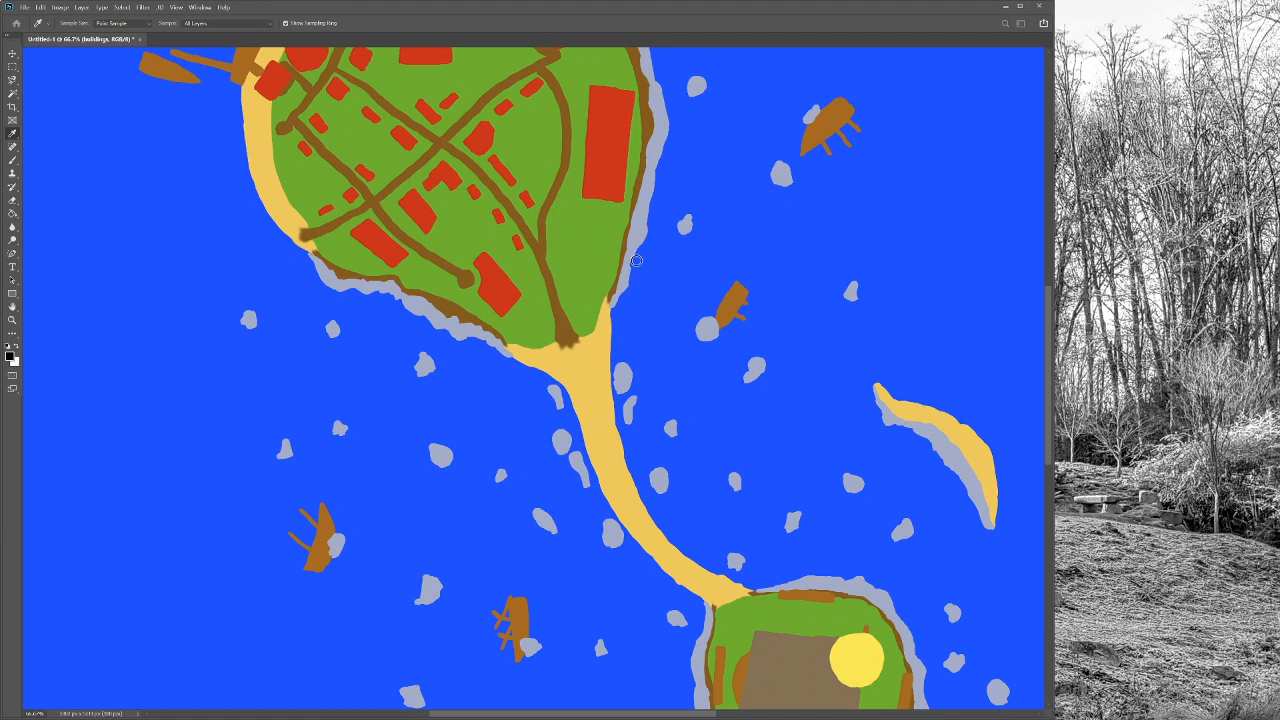 Ps File Edit Image Layer Type Select Filter 3D View Window Help
Sample Size: Point Sample Sample: All Layers Show Sampling Ring
Untitled-1 @ 66.7% (buildings, RGB/8) *
66.67%